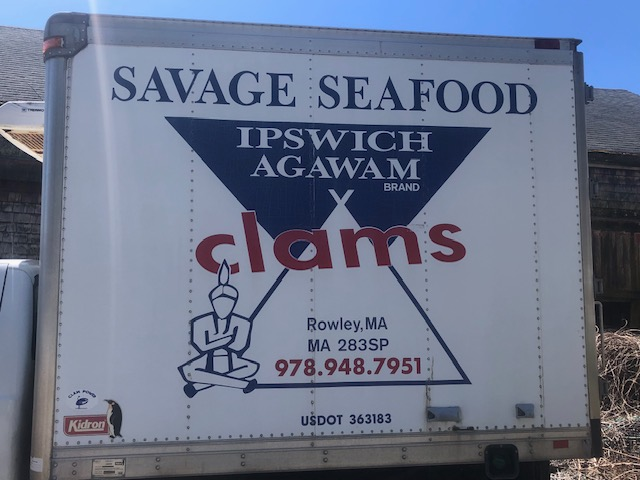 SAVAGE SEAFOOD
IPSWICH
AGAWAM
BRAND
clams
Rowley,MA
MA 283SP
978.948.7951
Kidron
USDOT 363183